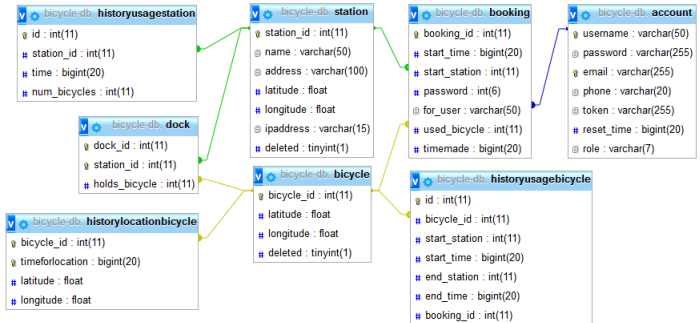 bicycle-db. historyusagestation
id : int(11)
station_id : int(11)
time : bigint(20)
num_bicycles : int(11)
bicycle-db. station
station_id : int(11)
name : varchar(50)
address : varchar(100)
latitude : float
longitude : float
ipaddress : varchar(15)
deleted : tinyint(1)
bicycle-db. booking
booking_id : int(11)
start_time : bigint(20)
start_station : int(11)
password : int(6)
for_user : varchar(50)
used_bicycle : int(11)
timemade : bigint(20)
bicycle-db. account
username : varchar(50)
password : varchar(255)
email : varchar(255)
phone : varchar(20)
token : varchar(255)
reset_time : bigint(20)
role : varchar(7)
bicycle-db. dock
dock_id : int(11)
station_id : int(11)
holds_bicycle : int(11)
bicycle-db. bicycle
bicycle_id : int(11)
latitude : float
longitude : float
deleted : tinyint(1)
bicycle-db. historyusagebicycle
id : int(11)
bicycle_id : int(11)
start_station : int(11)
start_time : bigint(20)
end_station : int(11)
end_time : bigint(20)
booking_id : int(11)
bicycle-db. historylocationbicycle
bicycle_id : int(11)
timeforlocation : bigint(20)
latitude : float
longitude : float